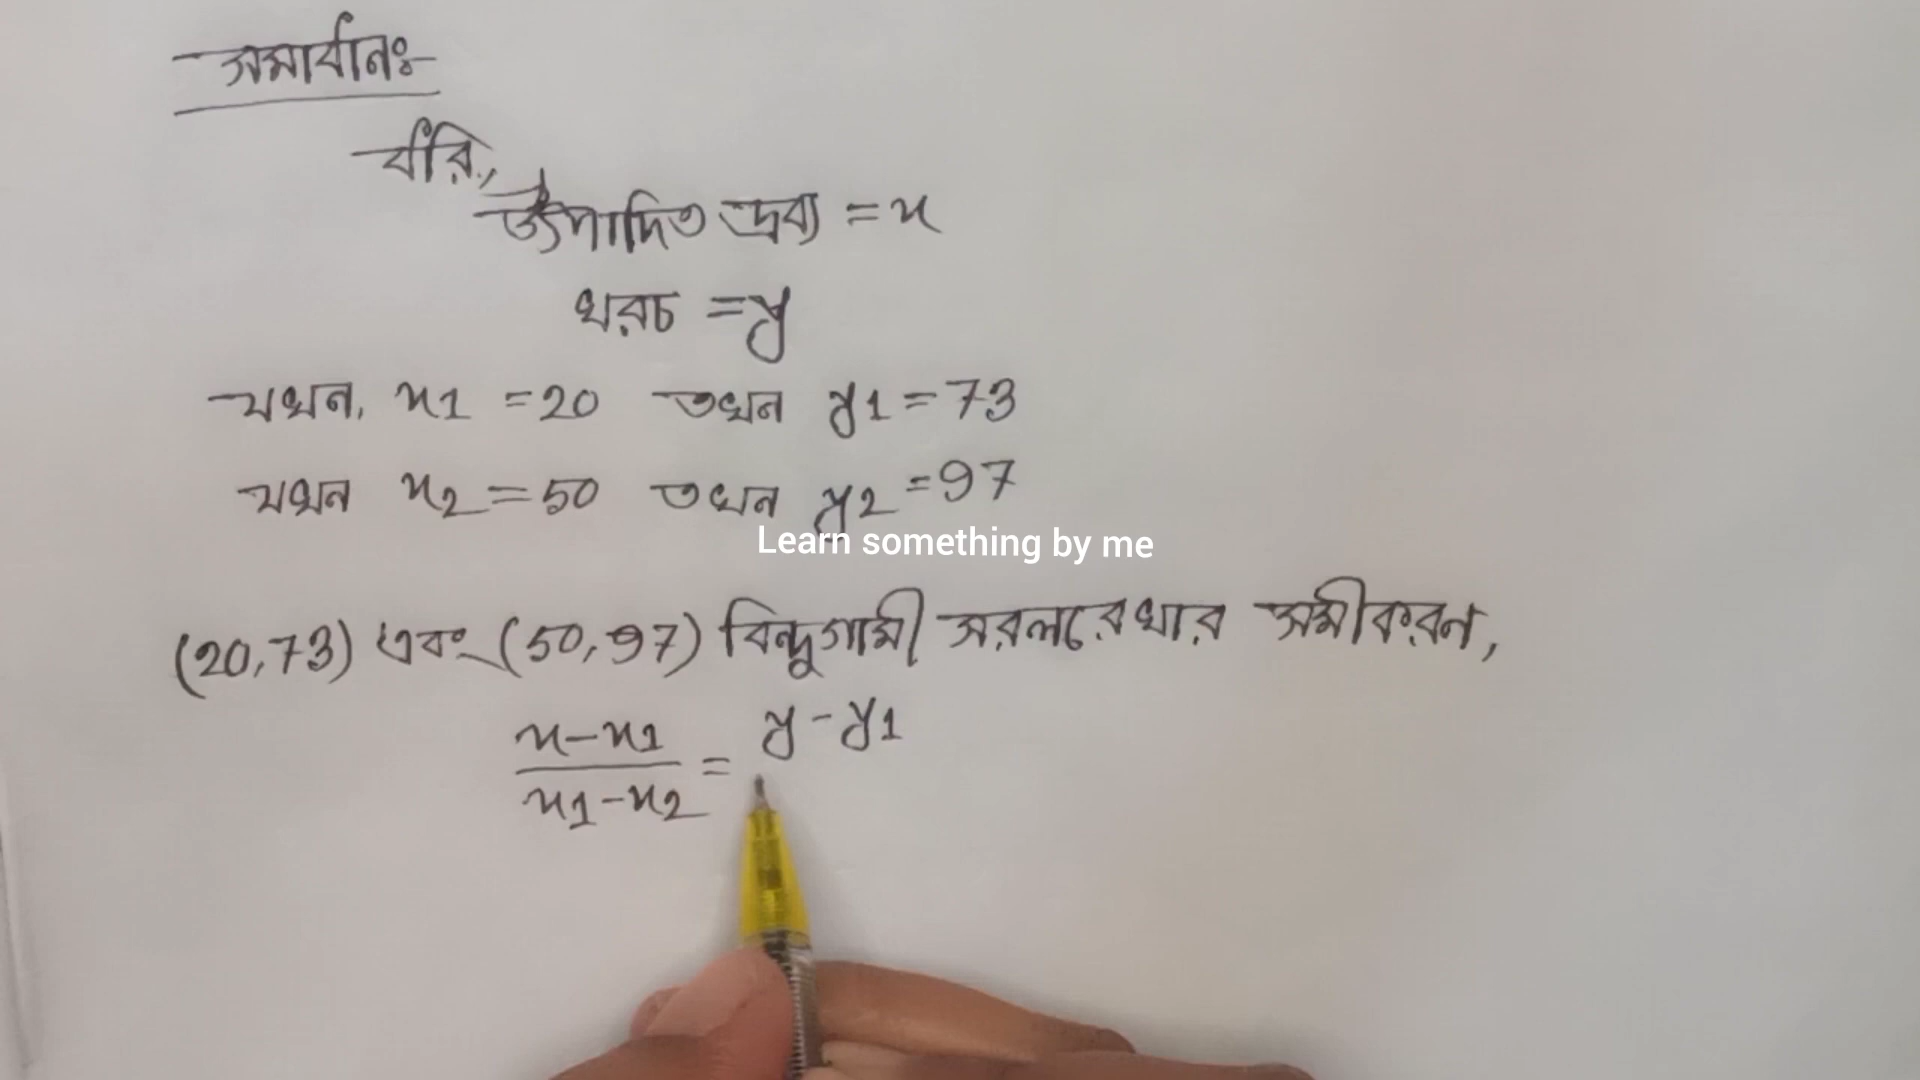 সমাধানঃ-
ধরি,
উৎপাদিত দ্রব্য = x
খরচ = y
যখন, x1 = 20 তখন y1 = 73
যখন x2 = 50 তখন y2 = 97
Learn something by me
(20,73) এবং (50,97) বিন্দুগামী সরলরেখার সমীকরন,
x-x1 / x1-x2 = y-y1